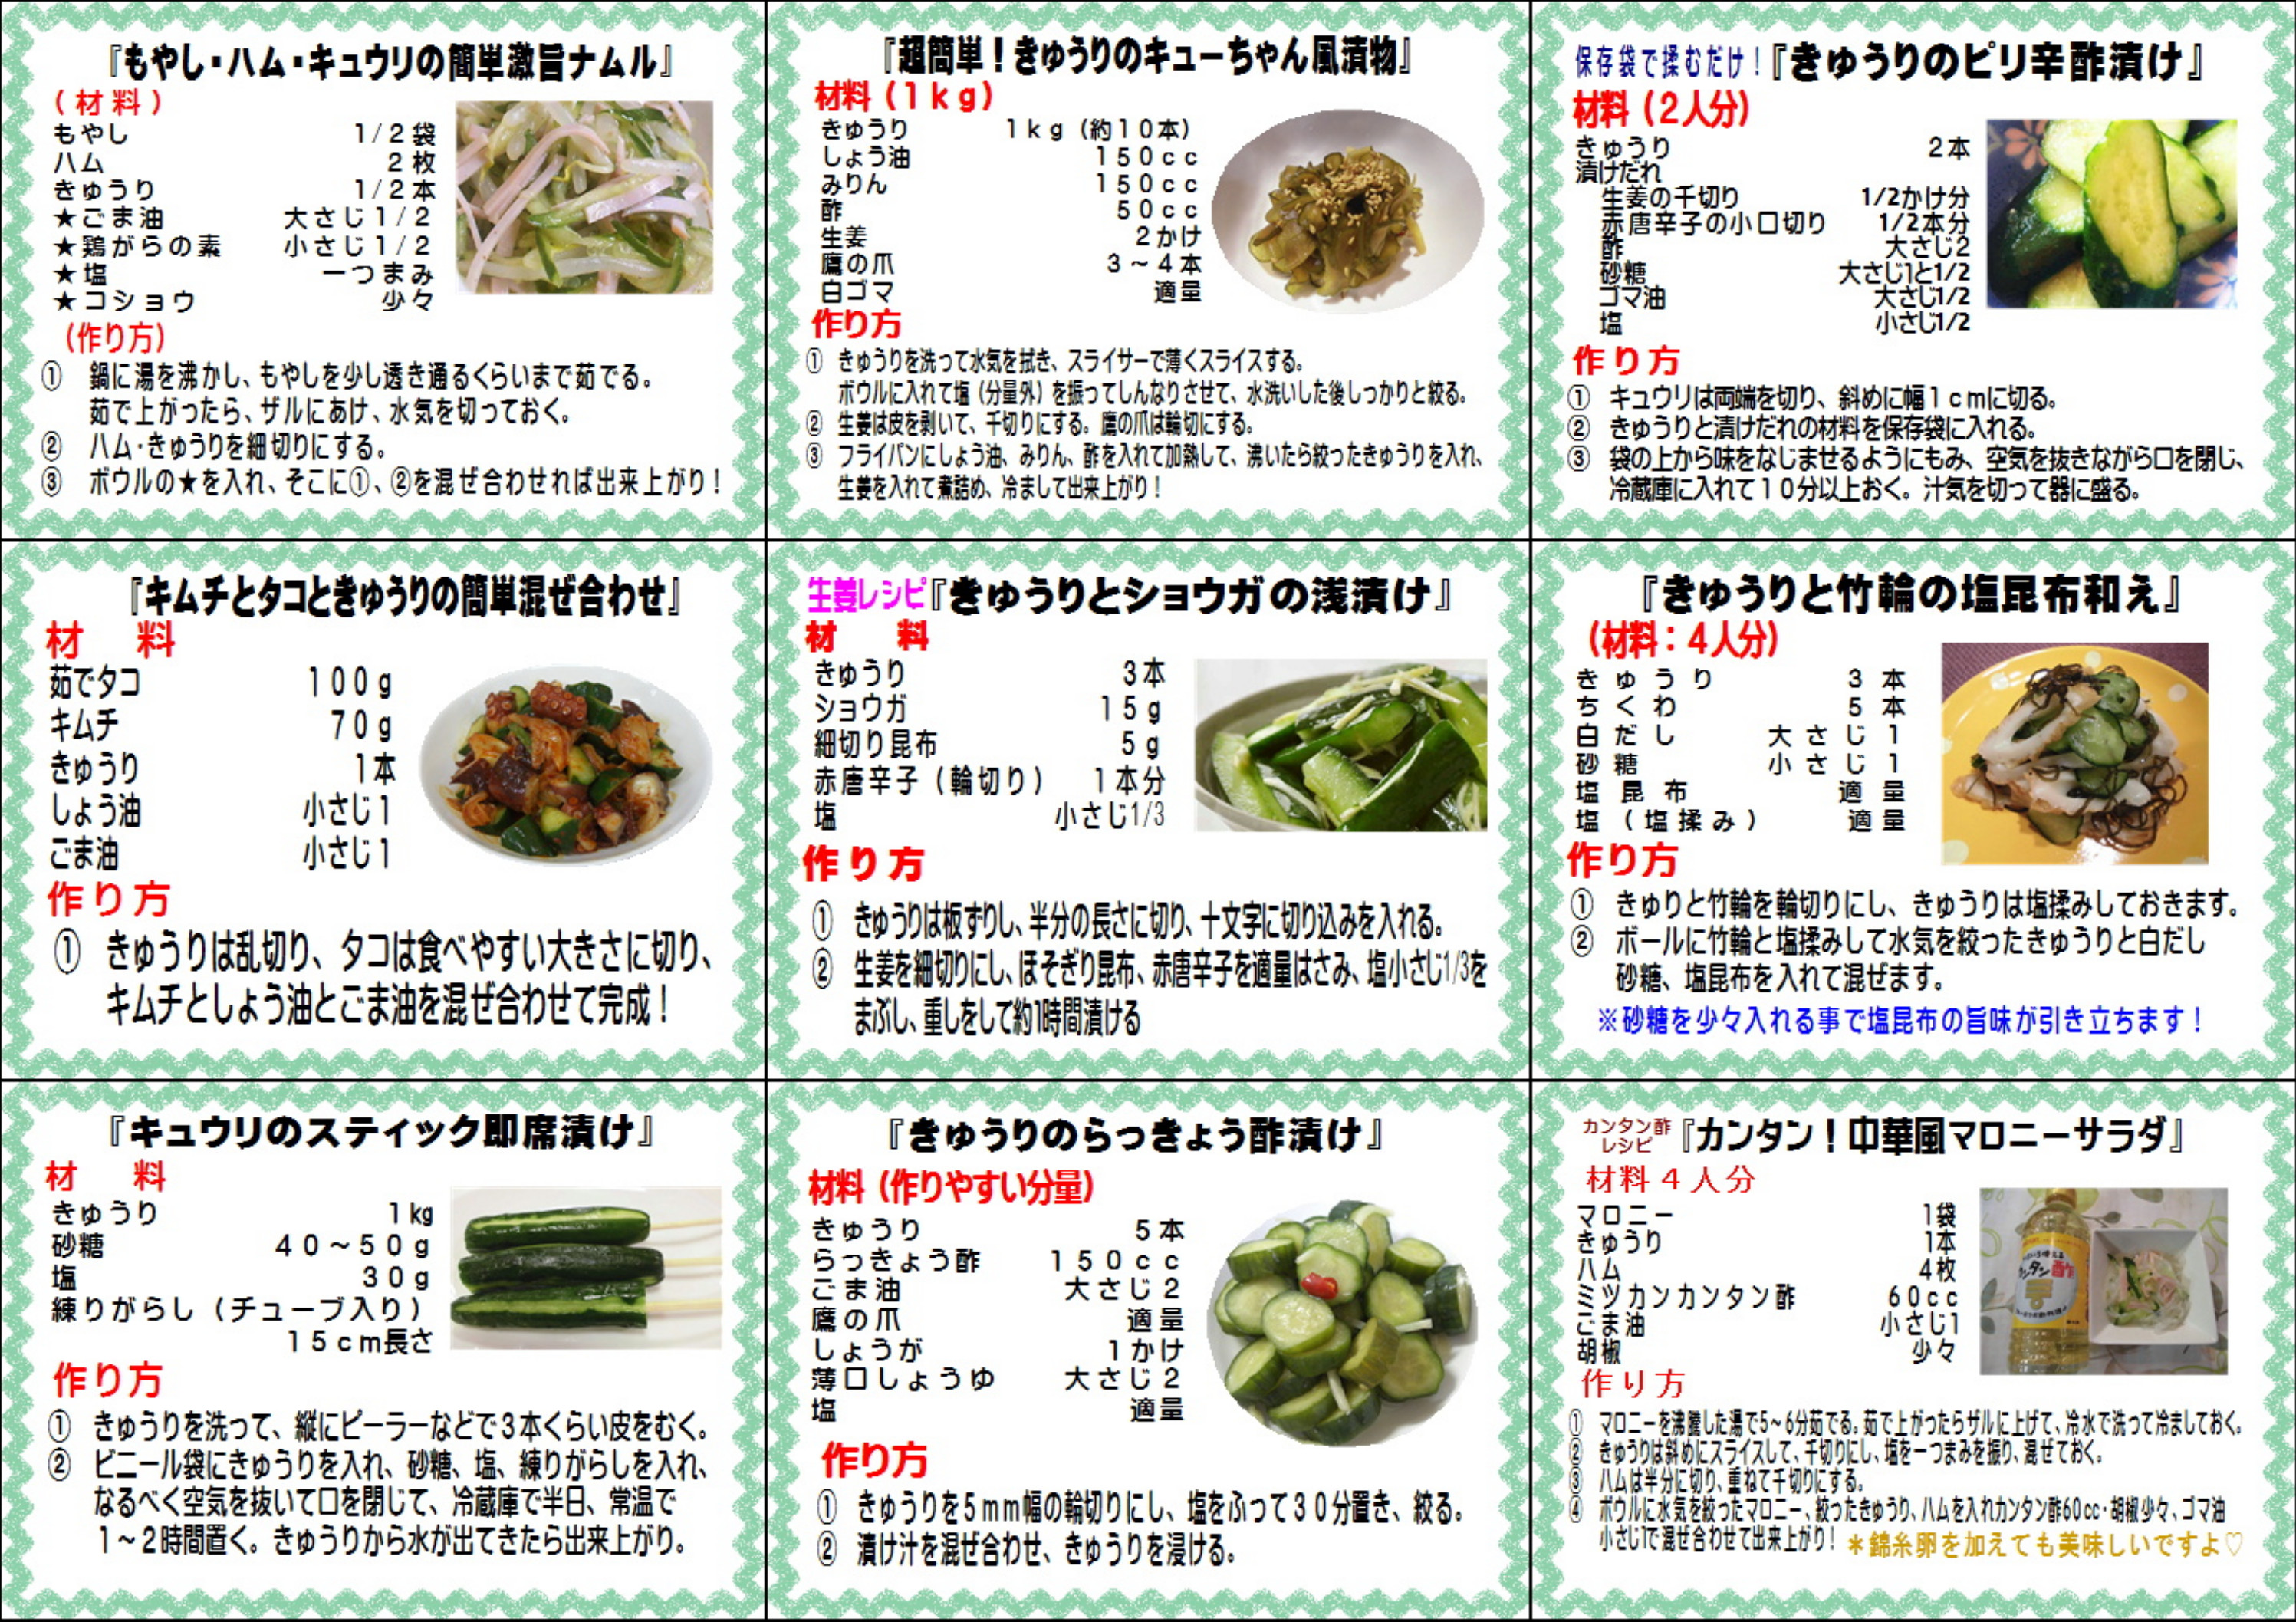 『もやし・ハム・キュウリの簡単激旨ナムル』
(材料)
もやし 1/2袋
ハム 2枚
きゅうり 1/2本
★ごま油 大さじ1/2
★鶏がらの素 小さじ1/2
★塩 一つまみ
★コショウ 少々
(作り方)
① 鍋に湯を沸かし、もやしを少し透き通るくらいまで茹でる。
茹で上がったら、ザルにあけ、水気を切っておく。
② ハム・きゅうりを細切りにする。
③ ボウルの★を入れ、そこに①、②を混ぜ合わせれば出来上がり!
『超簡単!きゅうりのキューちゃん風漬物』
材料(1kg)
きゅうり 1kg(約10本)
しょう油 150cc
みりん 150cc
酢 50cc
生姜 2かけ
鷹の爪 3~4本
白ゴマ 適量
作り方
① きゅうりを洗って水気を拭き、スライサーで薄くスライスする。
ボウルに入れて塩(分量外)を振ってしんなりさせて、水洗いした後しっかりと絞る。
② 生姜は皮を剥いて、千切りにする。鷹の爪は輪切にする。
③ フライパンにしょう油、みりん、酢を入れて加熱して、沸いたら絞ったきゅうりを入れ、
生姜を入れて煮詰め、冷まして出来上がり!
保存袋で揉むだけ!『きゅうりのピリ辛酢漬け』
材料(2人分)
きゅうり 2本
漬けだれ
生姜の千切り 1/2かけ分
赤唐辛子の小口切り 1/2本分
酢 大さじ2
砂糖 大さじ1と1/2
ゴマ油 大さじ1/2
塩 小さじ1/2
作り方
① キュウリは両端を切り、斜めに幅1cmに切る。
② きゅうりと漬けだれの材料を保存袋に入れる。
③ 袋の上から味をなじませるようにもみ、空気を抜きながら口を閉じ、
冷蔵庫に入れて10分以上おく。汁気を切って器に盛る。
『キムチとタコときゅうりの簡単混ぜ合わせ』
材 料
茹でタコ 100g
キムチ 70g
きゅうり 1本
しょう油 小さじ1
ごま油 小さじ1
作り方
① きゅうりは乱切り、タコは食べやすい大きさに切り、
キムチとしょう油とごま油を混ぜ合わせて完成!
生姜レシピ『きゅうりとショウガの浅漬け』
材 料
きゅうり 3本
ショウガ 15g
細切り昆布 5g
赤唐辛子(輪切り) 1本分
塩 小さじ1/3
作り方
① きゅうりは板ずりし、半分の長さに切り、十文字に切り込みを入れる。
② 生姜を細切りにし、ほそぎり昆布、赤唐辛子を適量はさみ、塩小さじ1/3を
まぶし、重しをして約1時間漬ける
『きゅうりと竹輪の塩昆布和え』
(材料:4人分)
きゅうり 3本
ちくわ 5本
白だし 大さじ1
砂糖 小さじ1
塩昆布 適量
塩(塩揉み) 適量
作り方
① きゅりと竹輪を輪切りにし、きゅうりは塩揉みしておきます。
② ボールに竹輪と塩揉みして水気を絞ったきゅうりと白だし
砂糖、塩昆布を入れて混ぜます。
※砂糖を少々入れる事で塩昆布の旨味が引き立ちます!
『キュウリのスティック即席漬け』
材 料
きゅうり 1kg
砂糖 40~50g
塩 30g
練りがらし(チューブ入り)
15cm長さ
作り方
① きゅうりを洗って、縦にピーラーなどで3本くらい皮をむく。
② ビニール袋にきゅうりを入れ、砂糖、塩、練りがらしを入れ、
なるべく空気を抜いて口を閉じて、冷蔵庫で半日、常温で
1~2時間置く。きゅうりから水が出てきたら出来上がり。
『きゅうりのらっきょう酢漬け』
材料(作りやすい分量)
きゅうり 5本
らっきょう酢 150cc
ごま油 大さじ2
鷹の爪 適量
しょうが 1かけ
薄口しょうゆ 大さじ2
塩 適量
作り方
① きゅうりを5mm幅の輪切りにし、塩をふって30分置き、絞る。
② 漬け汁を混ぜ合わせ、きゅうりを浸ける。
カンタン酢
レシピ『カンタン!中華風マロニーサラダ』
材料4人分
マロニー 1袋
きゅうり 1本
ハム 4枚
ミツカンカンタン酢 60cc
ごま油 小さじ1
胡椒 少々
カンタン酢
作り方
① マロニーを沸騰した湯で5~6分茹でる。茹で上がったらザルに上げて、冷水で洗って冷ましておく。
② きゅうりは斜めにスライスして、千切りにし、塩を一つまみを振り、混ぜておく。
③ ハムは半分に切り、重ねて千切りにする。
④ ボウルに水気を絞ったマロニー、絞ったきゅうり、ハムを入れカンタン酢60cc・胡椒少々、ゴマ油
小さじ1で混ぜ合わせて出来上がり! *錦糸卵を加えても美味しいですよ♡